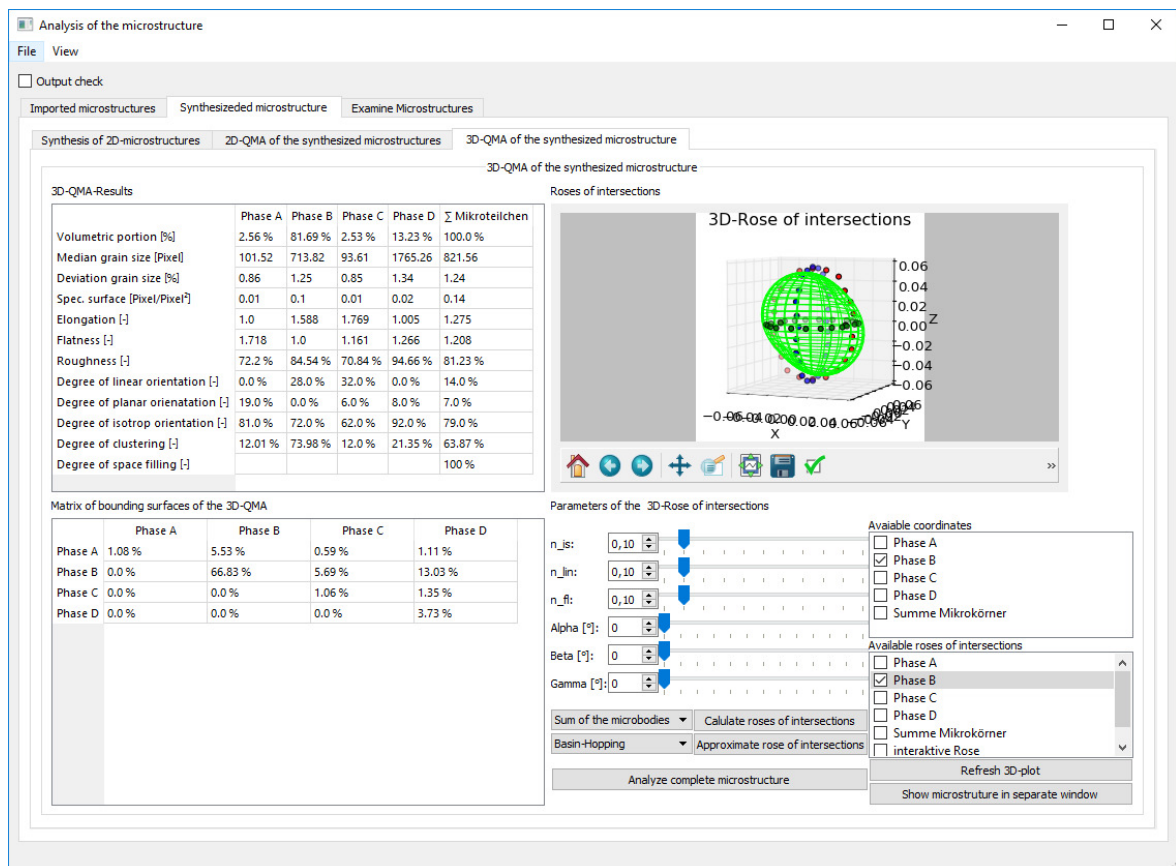 Analysis of the microstructure
File View
Output check
Imported microstructures Synthesizeded microstructure Examine Microstructures
Synthesis of 2D-microstructures 2D-QMA of the synthesized microstructures 3D-QMA of the synthesized microstructure
3D-QMA of the synthesized microstructure
3D-QMA-Results
Phase A Phase B Phase C Phase D ∑ Mikroteilchen
Volumetric portion [%] 2.56 % 81.69 % 2.53 % 13.23 % 100.0 %
Median grain size [Pixel] 101.52 713.82 93.61 1765.26 821.56
Deviation grain size [%] 0.86 1.25 0.85 1.34 1.24
Spec. surface [Pixel/Pixel²] 0.01 0.1 0.01 0.02 0.14
Elongation [-] 1.0 1.588 1.769 1.005 1.275
Flatness [-] 1.718 1.0 1.161 1.266 1.208
Roughness [-] 72.2 % 84.54 % 70.84 % 94.66 % 81.23 %
Degree of linear orientation [-] 0.0 % 28.0 % 32.0 % 0.0 % 14.0 %
Degree of planar orienatation [-] 19.0 % 0.0 % 6.0 % 8.0 % 7.0 %
Degree of isotrop orientation [-] 81.0 % 72.0 % 62.0 % 92.0 % 79.0 %
Degree of clustering [-] 12.01 % 73.98 % 12.0 % 21.35 % 63.87 %
Degree of space filling [-] 100 %
Roses of intersections
3D-Rose of intersections
0.06
0.04
0.02
0.00 Z
−0.02
−0.04
−0.06
−0.06−0.04−0.02 0.00 0.02 0.04 0.06
X
Y
»
Matrix of bounding surfaces of the 3D-QMA
Phase A Phase B Phase C Phase D
Phase A 1.08 % 5.53 % 0.59 % 1.11 %
Phase B 0.0 % 66.83 % 5.69 % 13.03 %
Phase C 0.0 % 0.0 % 1.06 % 1.35 %
Phase D 0.0 % 0.0 % 0.0 % 3.73 %
Parameters of the 3D-Rose of intersections
n_is: 0,10
n_lin: 0,10
n_fl: 0,10
Alpha [°]: 0
Beta [°]: 0
Gamma [°]: 0
Sum of the microbodies Calulate roses of intersections
Basin-Hopping Approximate rose of intersections
Analyze complete microstructure
Avaiable coordinates
Phase A
Phase B
Phase C
Phase D
Summe Mikrokörner
Available roses of intersections
Phase A
Phase B
Phase C
Phase D
Summe Mikrokörner
interaktive Rose
Refresh 3D-plot
Show microstruture in separate window